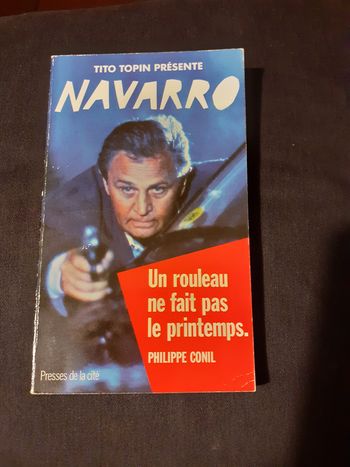 TITO TOPIN PRÉSENTE
NAVARRO
Un rouleau
ne fait pas
le printemps.
PHILIPPE CONIL
Presses de la cité